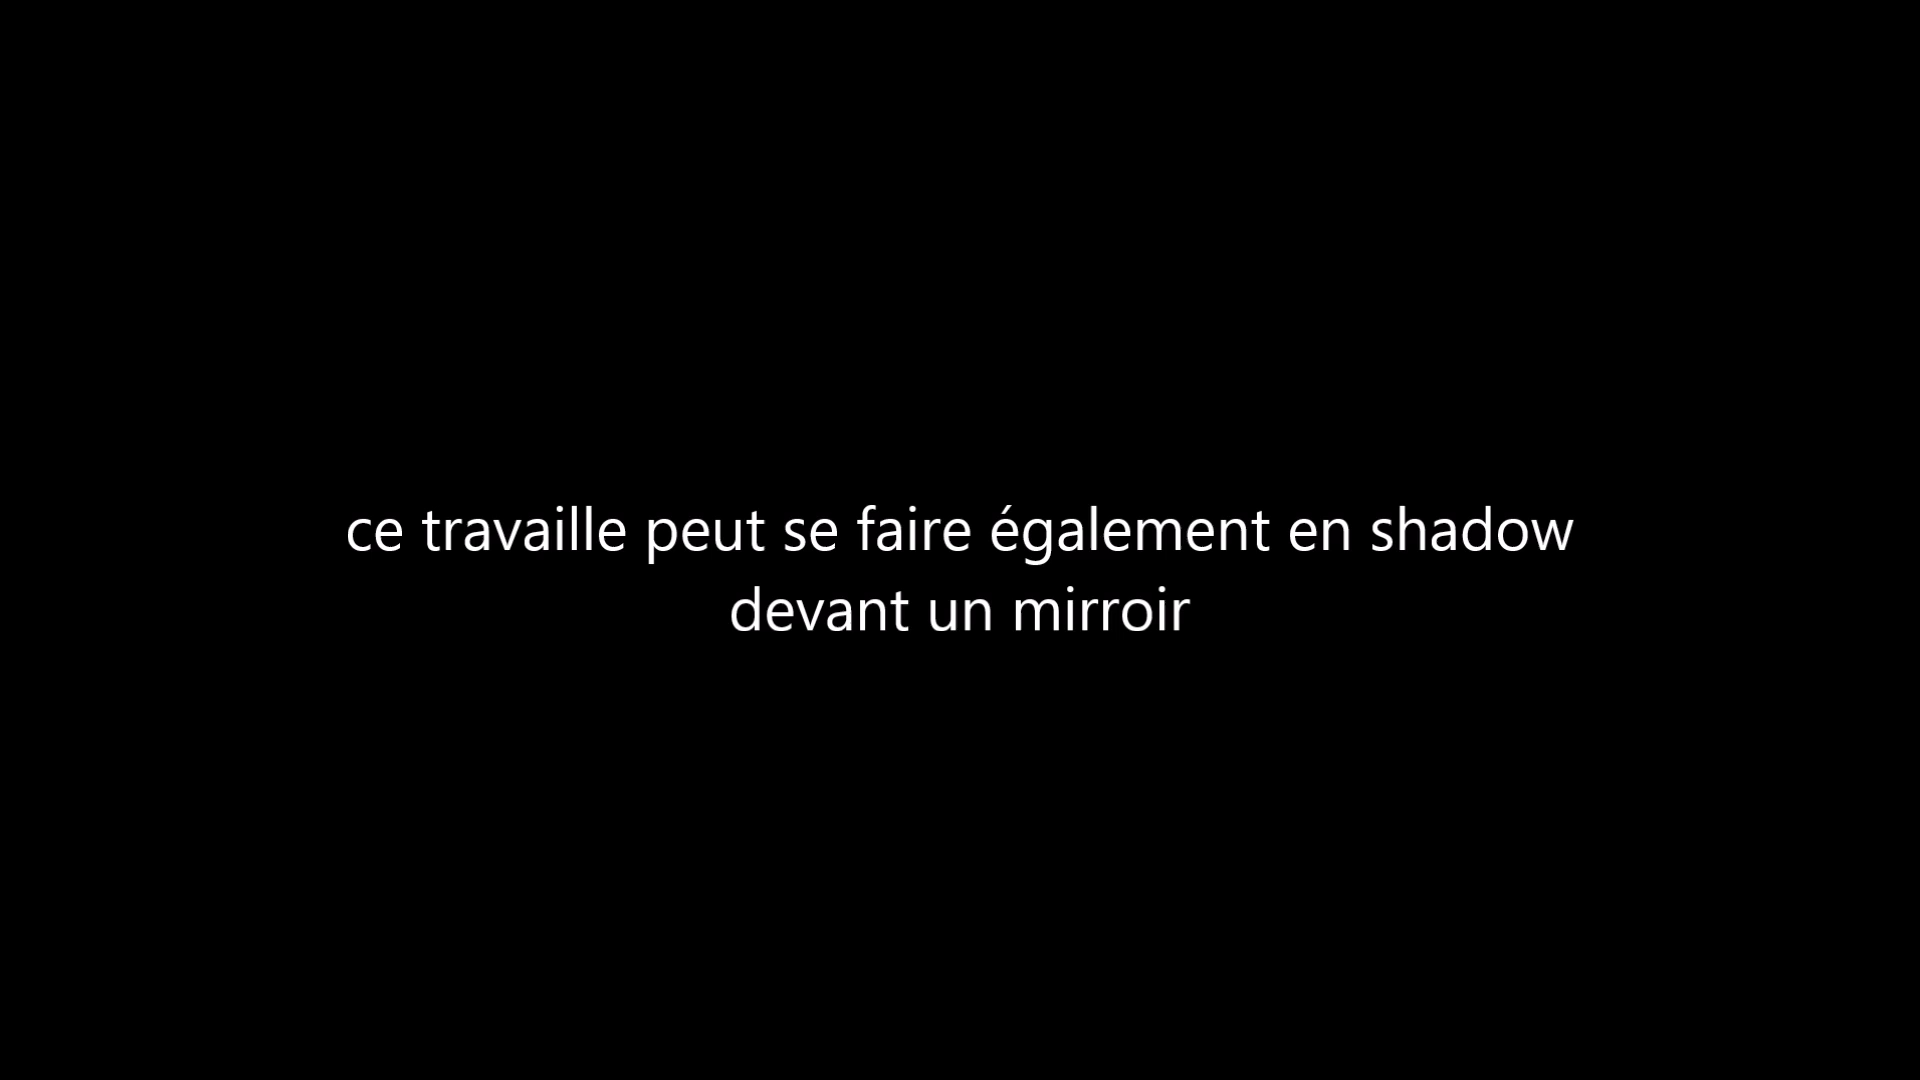 ce travaille peut se faire également en shadow
devant un mirroir